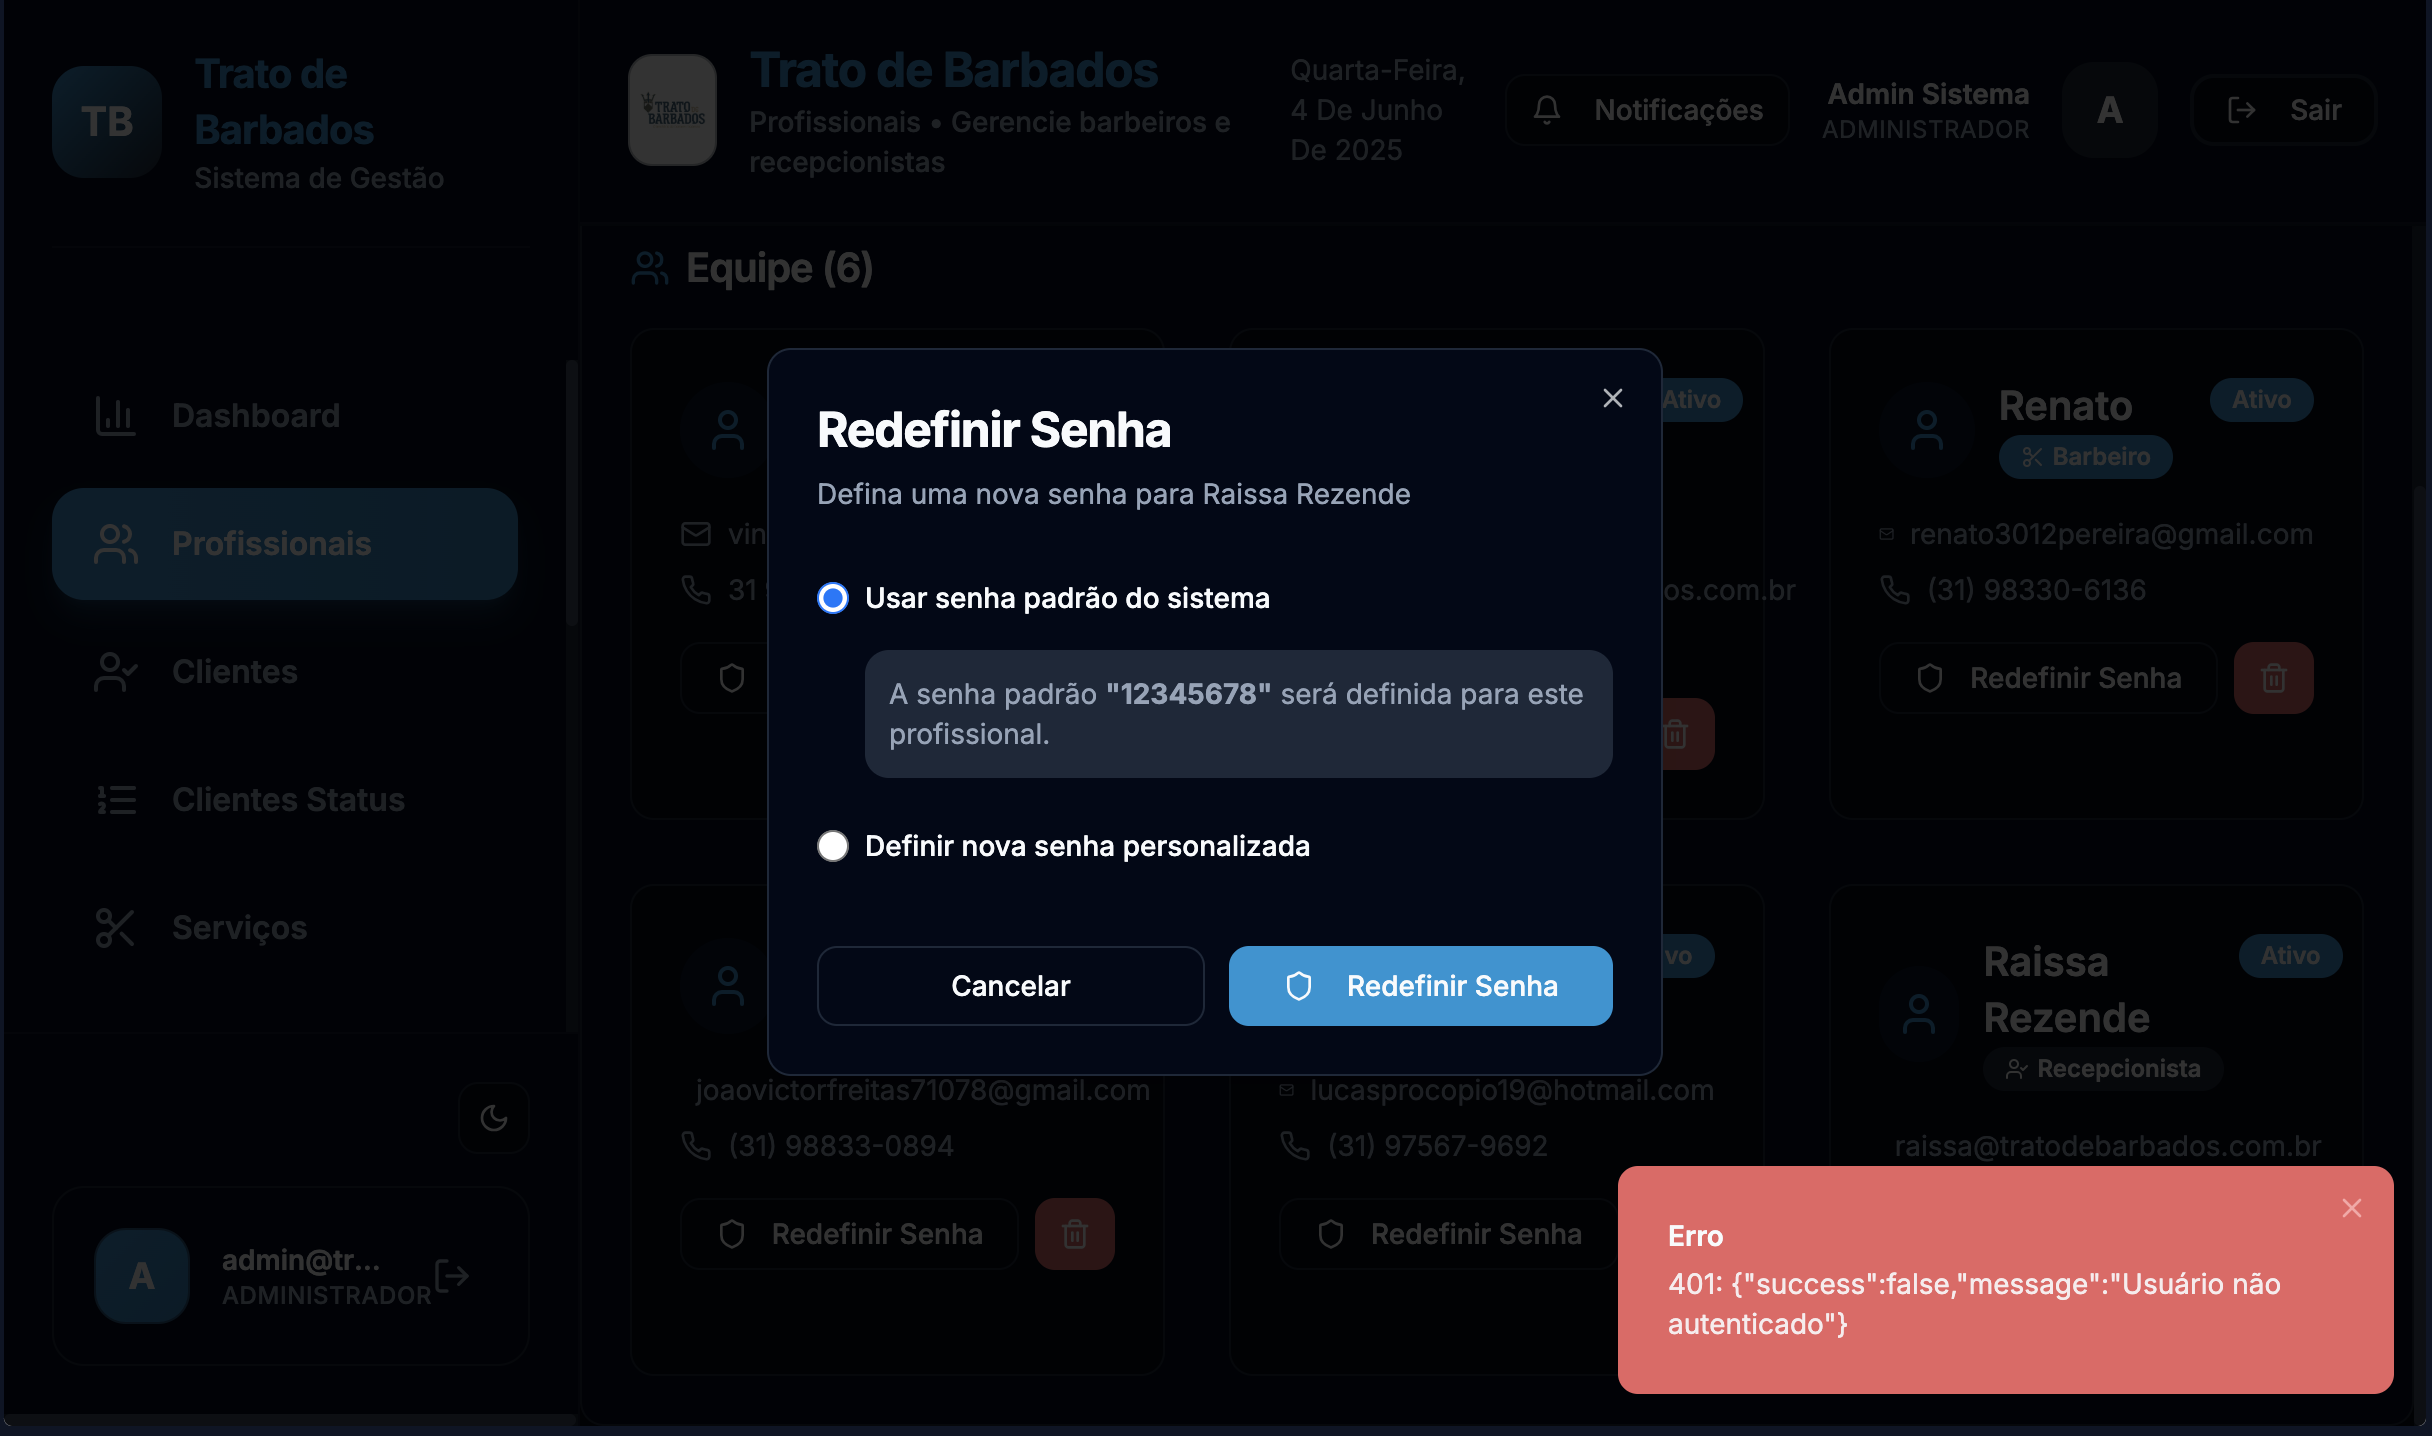 TB
Trato de
Barbados
Sistema de Gestão
Dashboard
Profissionais
Clientes
Clientes Status
Serviços
A
admin@tr...
ADMINISTRADOR
TRATO
BARBADOS
Trato de Barbados
Profissionais • Gerencie barbeiros e
recepcionistas
Quarta-Feira,
4 De Junho
De 2025
Notificações
Admin Sistema
ADMINISTRADOR
A
Sair
Equipe (6)
vin
31
Ativo
os.com.br
Renato
Ativo
Barbeiro
renato3012pereira@gmail.com
(31) 98330-6136
Redefinir Senha
Redefinir Senha
Defina uma nova senha para Raissa Rezende
Usar senha padrão do sistema
A senha padrão "12345678" será definida para este
profissional.
Definir nova senha personalizada
Cancelar
Redefinir Senha
joaovictorfreitas71078@gmail.com
(31) 98833-0894
Redefinir Senha
vo
lucasprocopio19@hotmail.com
(31) 97567-9692
Redefinir Senha
Raissa
Rezende
Ativo
Recepcionista
raissa@tratodebarbados.com.br
Erro
401: {"success":false,"message":"Usuário não
autenticado"}